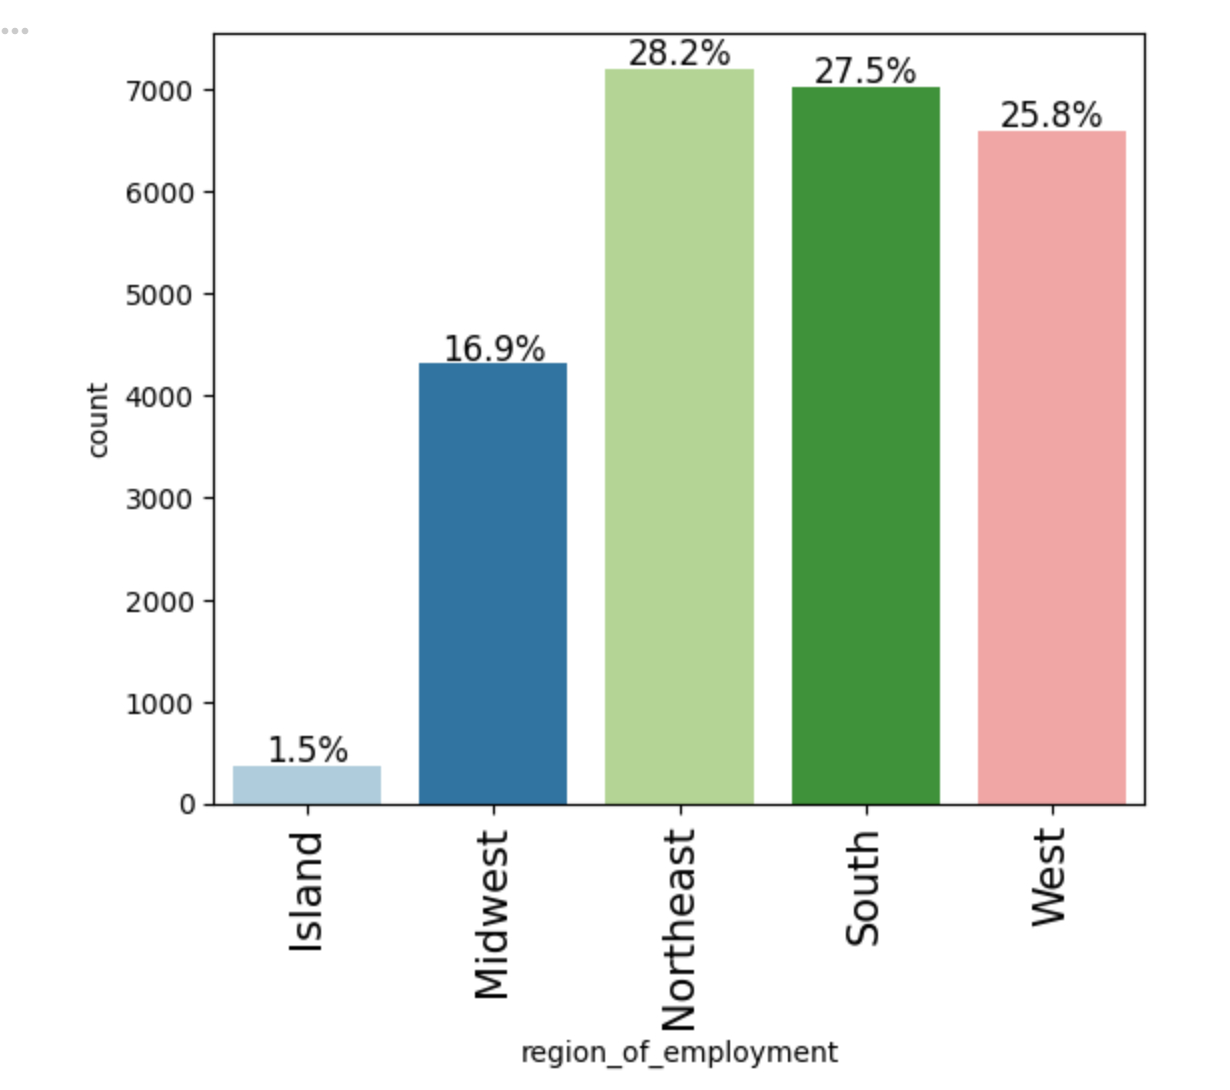 28.2%
27.5%
25.8%
16.9%
1.5%
7000
6000
5000
4000
3000
2000
1000
0
count
Island
Midwest
Northeast
South
West
region_of_employment